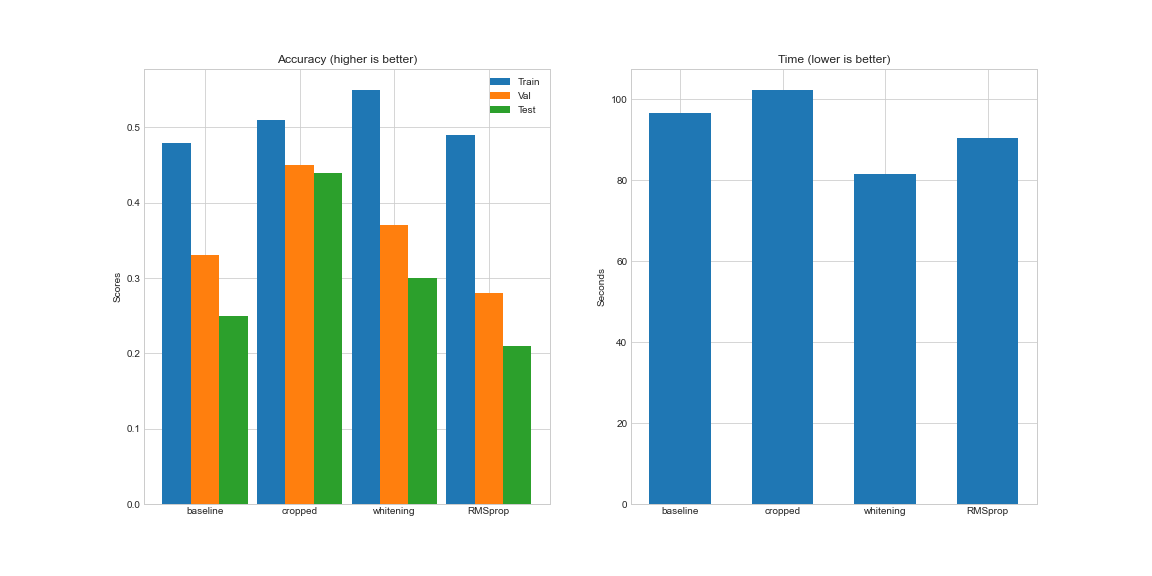 Accuracy (higher is better)
Train
Val
Test
0.5
0.4
0.3
0.2
0.1
0.0
Scores
baseline cropped whitening RMSprop
Time (lower is better)
100
80
60
40
20
0
Seconds
baseline cropped whitening RMSprop